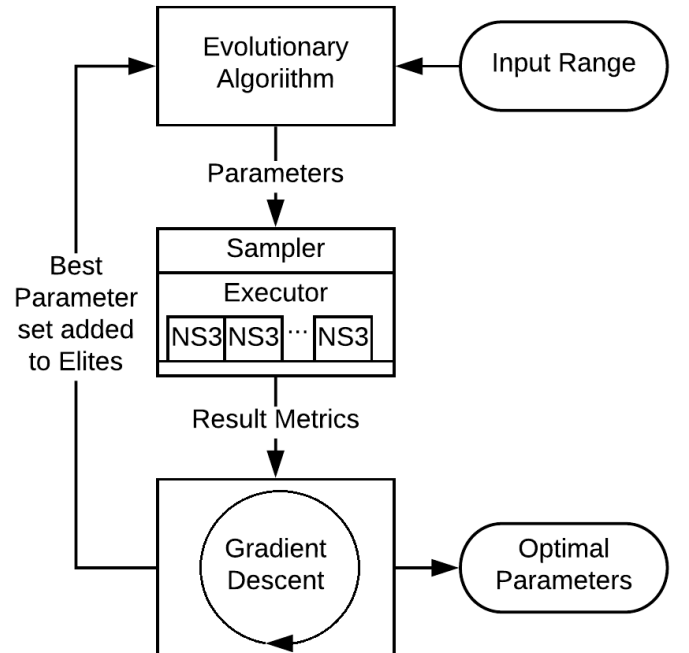 Evolutionary
Algoriithm
Input Range
Parameters
Sampler
Executor
NS3 NS3 ... NS3
Best
Parameter
set added
to Elites
Result Metrics
Gradient
Descent
Optimal
Parameters